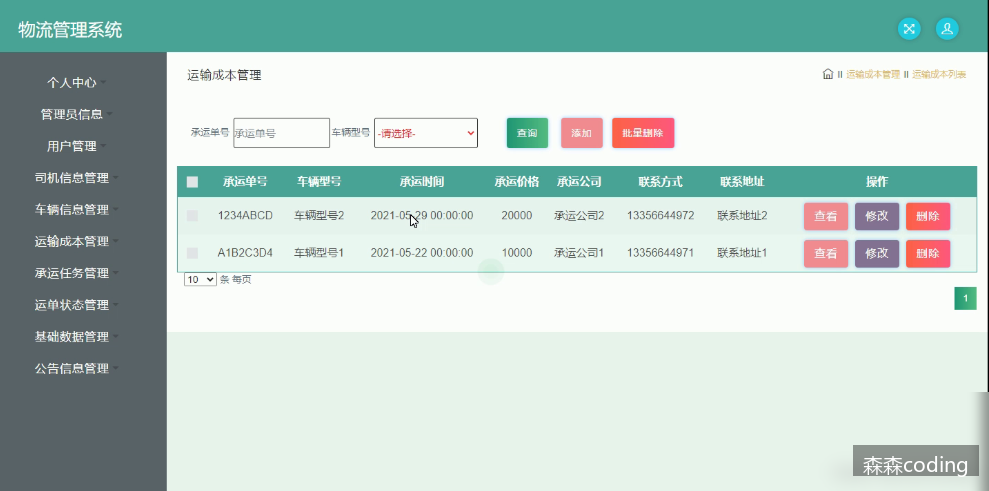 物流管理系统
个人中心
管理员信息
用户管理
司机信息管理
车辆信息管理
运输成本管理
承运任务管理
运单状态管理
基础数据管理
公告信息管理
运输成本管理
运输成本管理 运输成本列表
承运单号 承运单号 车辆型号 -请选择- 查询 添加 批量删除
承运单号 车辆型号 承运时间 承运价格 承运公司 联系方式 联系地址 操作
1234ABCD 车辆型号2 2021-05-29 00:00:00 20000 承运公司2 13356644972 联系地址2 查看 修改 删除
A1B2C3D4 车辆型号1 2021-05-22 00:00:00 10000 承运公司1 13356644971 联系地址1 查看 修改 删除
10 条 每页
1
森森coding